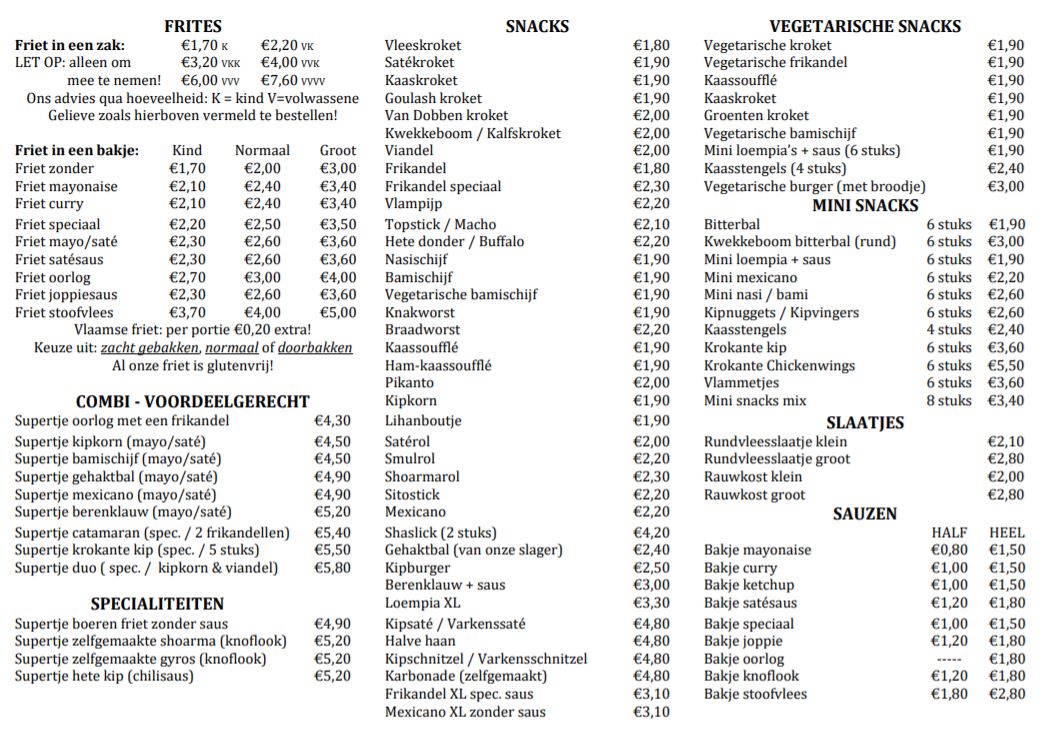 FRITES
Friet in een zak: €1,70 K €2,20 VK
LET OP: alleen om €3,20 VKK €4,00 VVK
mee te nemen! €6,00 VVV €7,60 VVVV
Ons advies qua hoeveelheid: K = kind V=volwassene
Gelieve zoals hierboven vermeld te bestellen!
Friet in een bakje: Kind Normaal Groot
Friet zonder €1,70 €2,00 €3,00
Friet mayonaise €2,10 €2,40 €3,40
Friet curry €2,10 €2,40 €3,40
Friet speciaal €2,20 €2,50 €3,50
Friet mayo/saté €2,30 €2,60 €3,60
Friet satésaus €2,30 €2,60 €3,60
Friet oorlog €2,70 €3,00 €4,00
Friet joppiesaus €2,30 €2,60 €3,60
Friet stoofvlees €3,70 €4,00 €5,00
Vlaamse friet: per portie €0,20 extra!
Keuze uit: zacht gebakken, normaal of doorbakken
Al onze friet is glutenvrij!
COMBI - VOORDEELGERECHT
Supertje oorlog met een frikandel €4,30
Supertje kipkorn (mayo/saté) €4,50
Supertje bamischijf (mayo/saté) €4,50
Supertje gehaktbal (mayo/saté) €4,90
Supertje mexicano (mayo/saté) €4,90
Supertje berenklauw (mayo/saté) €5,20
Supertje catamaran (spec. / 2 frikandellen) €5,40
Supertje krokante kip (spec. / 5 stuks) €5,50
Supertje duo ( spec. / kipkorn & viandel) €5,80
SPECIALITEITEN
Supertje boeren friet zonder saus €4,90
Supertje zelfgemaakte shoarma (knoflook) €5,20
Supertje zelfgemaakte gyros (knoflook) €5,20
Supertje hete kip (chilisaus) €5,20
SNACKS
Vleeskroket €1,80
Satékroket €1,90
Kaaskroket €1,90
Goulash kroket €1,90
Van Dobben kroket €2,00
Kwekkeboom / Kalfskroket €2,00
Viandel €2,00
Frikandel €1,80
Frikandel speciaal €2,30
Vlampijp €2,20
Topstick / Macho €2,10
Hete donder / Buffalo €2,20
Nasischijf €1,90
Bamischijf €1,90
Vegetarische bamischijf €1,90
Knakworst €1,90
Braadworst €2,20
Kaassoufflé €1,90
Ham-kaassoufflé €1,90
Pikanto €2,00
Kipkorn €1,90
Lihanboutje €1,90
Satérol €2,00
Smulrol €2,20
Shoarmarol €2,30
Sitostick €2,20
Mexicano €2,20
Shaslick (2 stuks) €4,20
Gehaktbal (van onze slager) €2,40
Kipburger €2,50
Berenklauw + saus €3,00
Loempia XL €3,30
Kipsaté / Varkenssaté €4,80
Halve haan €4,80
Kipschnitzel / Varkensschnitzel €4,80
Karbonade (zelfgemaakt) €4,80
Frikandel XL spec. saus €3,10
Mexicano XL zonder saus €3,10
VEGETARISCHE SNACKS
Vegetarische kroket €1,90
Vegetarische frikandel €1,90
Kaassoufflé €1,90
Kaaskroket €1,90
Groenten kroket €1,90
Vegetarische bamischijf €1,90
Mini loempia's + saus (6 stuks) €1,90
Kaasstengels (4 stuks) €2,40
Vegetarische burger (met broodje) €3,00
MINI SNACKS
Bitterbal 6 stuks €1,90
Kwekkeboom bitterbal (rund) 6 stuks €3,00
Mini loempia + saus 6 stuks €1,90
Mini mexicano 6 stuks €2,20
Mini nasi / bami 6 stuks €2,60
Kipnuggets / Kipvingers 6 stuks €2,60
Kaasstengels 4 stuks €2,40
Krokante kip 6 stuks €3,60
Krokante Chickenwings 6 stuks €5,50
Vlammetjes 6 stuks €3,60
Mini snacks mix 8 stuks €3,40
SLAATJES
Rundvleesslaatje klein €2,10
Rundvleesslaatje groot €2,80
Rauwkost klein €2,00
Rauwkost groot €2,80
SAUZEN
HALF HEEL
Bakje mayonaise €0,80 €1,50
Bakje curry €1,00 €1,50
Bakje ketchup €1,00 €1,50
Bakje satésaus €1,20 €1,80
Bakje speciaal €1,00 €1,50
Bakje joppie €1,20 €1,80
Bakje oorlog ----- €1,80
Bakje knoflook €1,20 €1,80
Bakje stoofvlees €1,80 €2,80